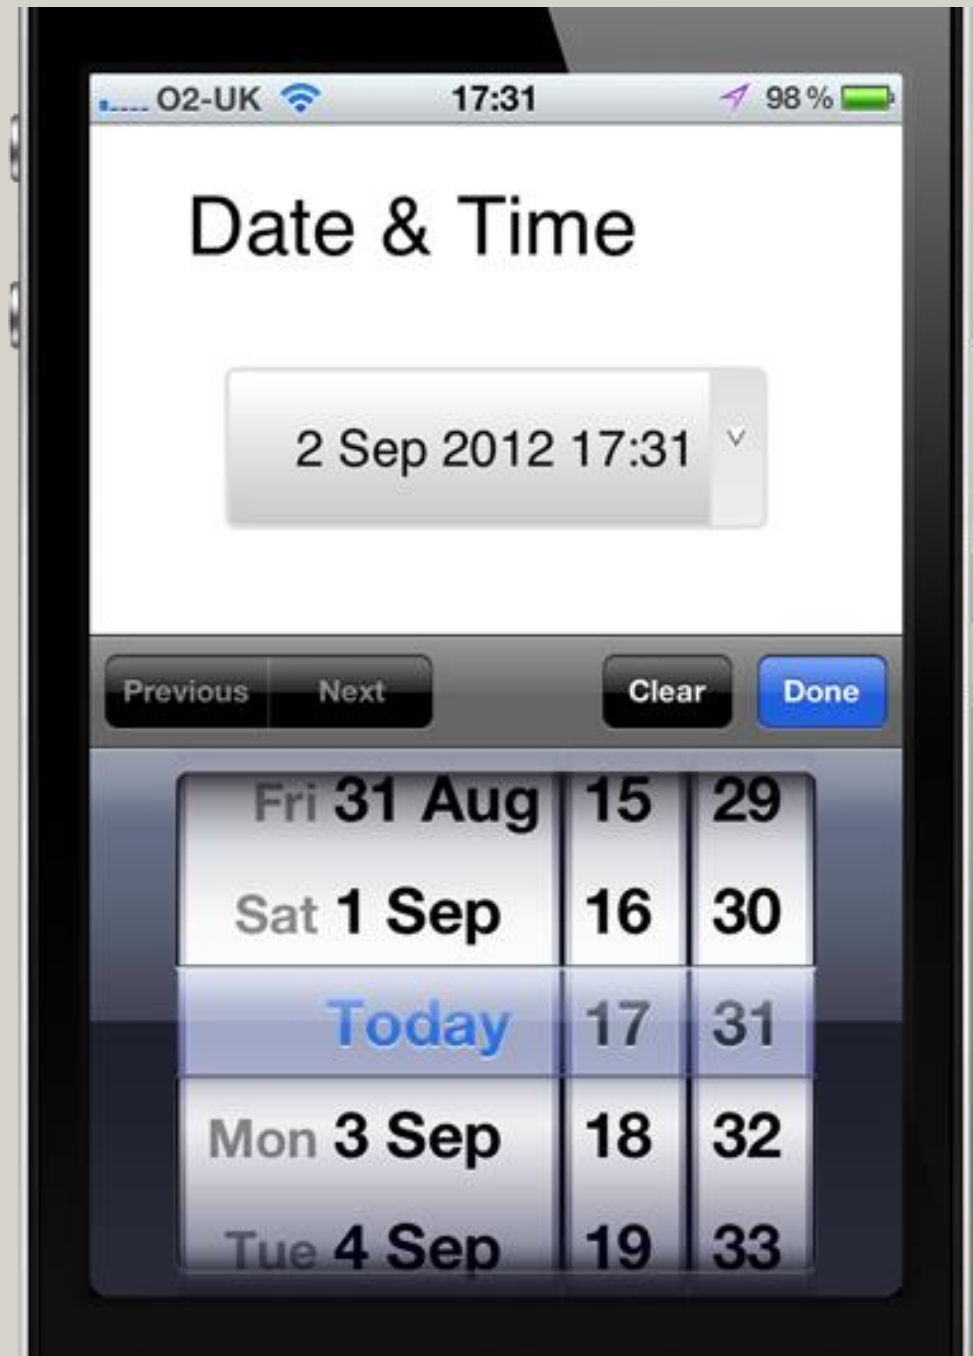 O2-UK 17:31 98%
Date & Time
2 Sep 2012 17:31
Previous Next Clear Done
Fri 31 Aug 15 29
Sat 1 Sep 16 30
Today 17 31
Mon 3 Sep 18 32
Tue 4 Sep 19 33